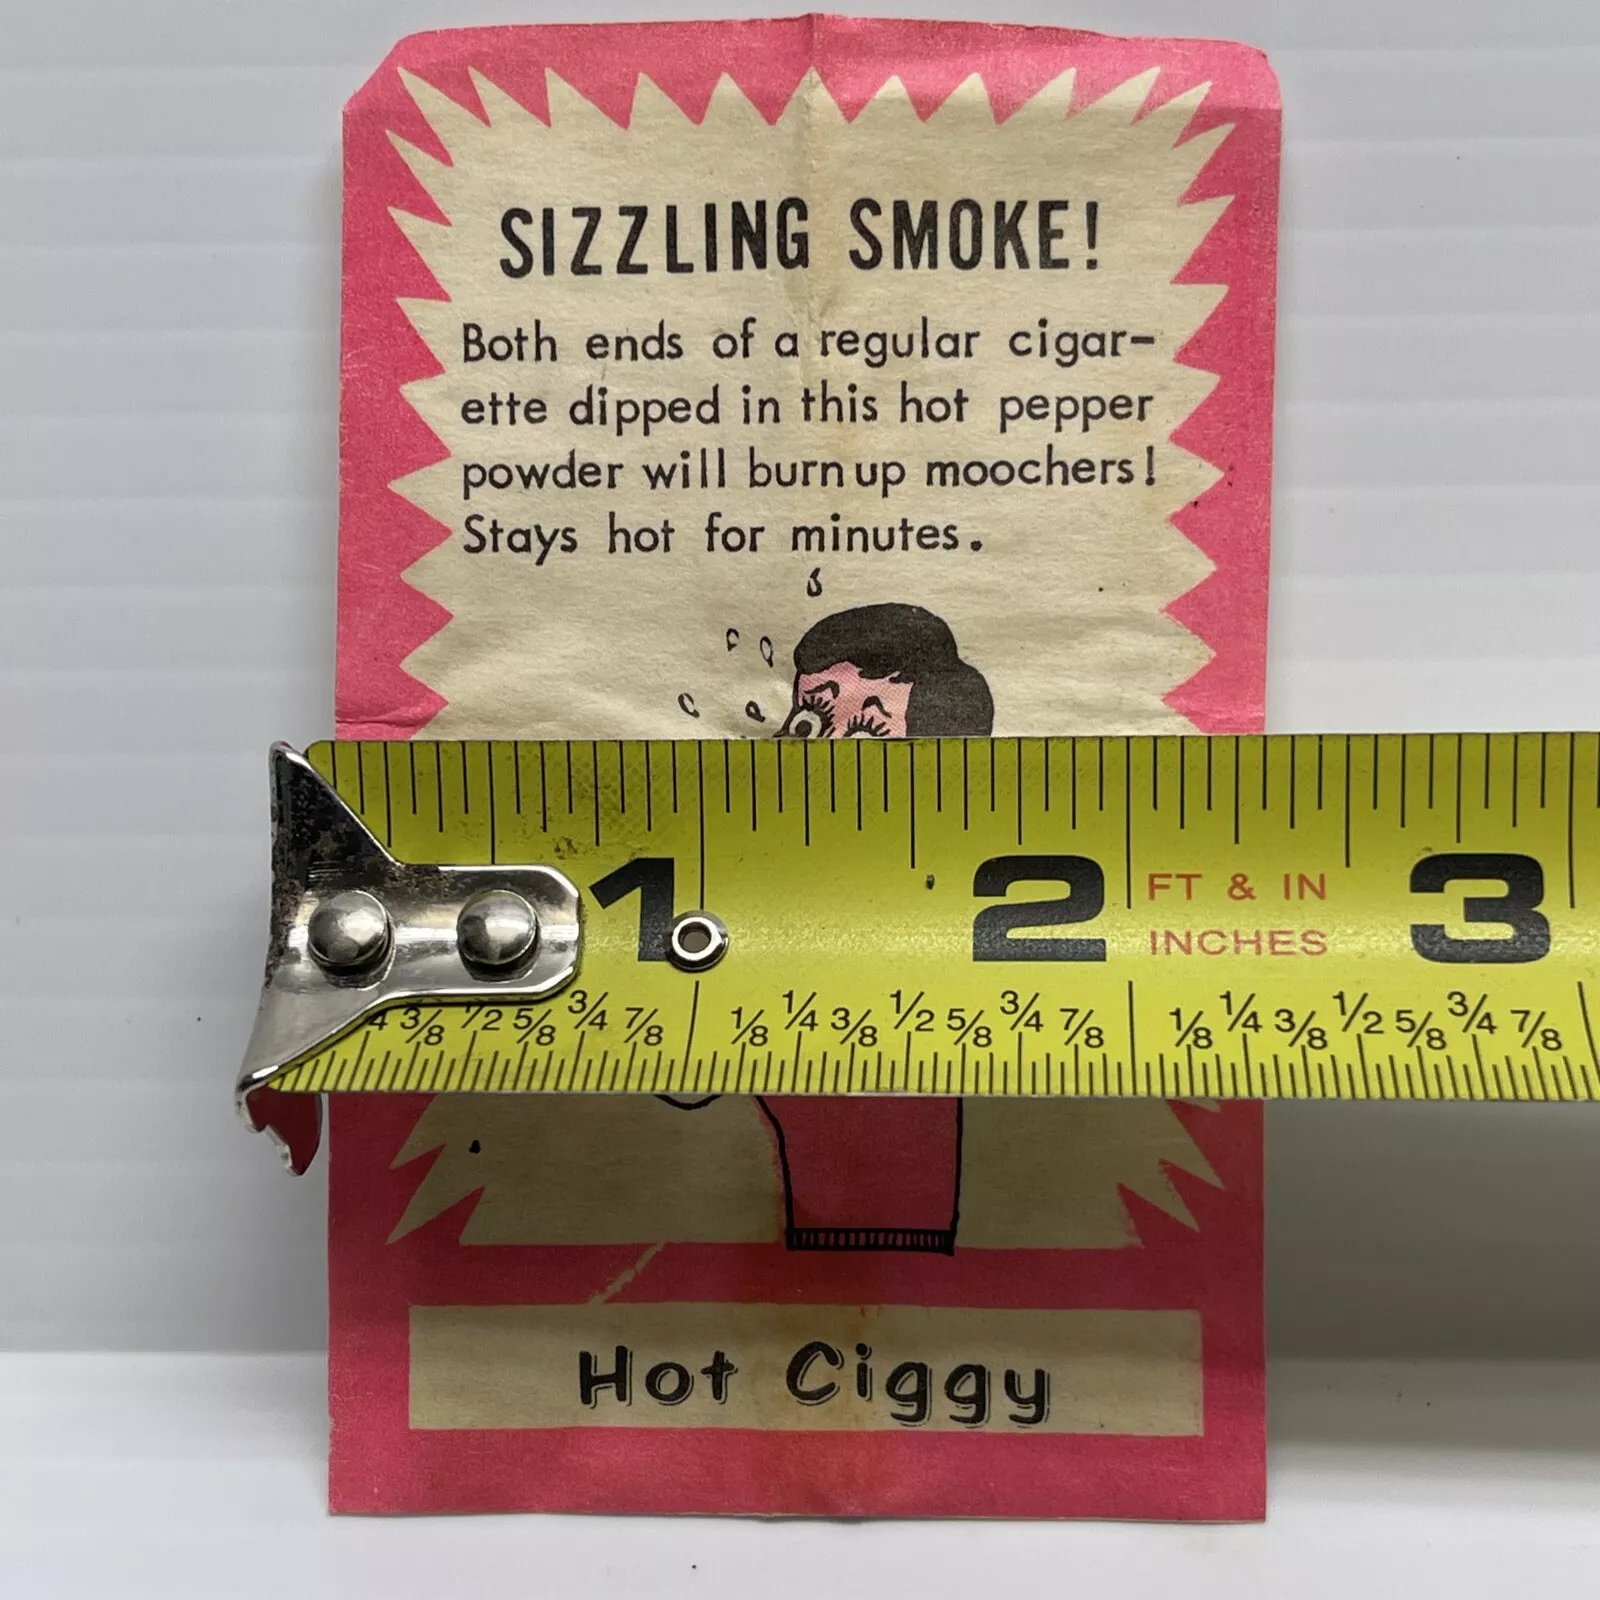 SIZZLING SMOKE!
Both ends of a regular cigar-
ette dipped in this hot pepper
powder will burn up moochers!
Stays hot for minutes.
1 2 FT & IN 3
INCHES
4 3/8 1/2 5/8 3/4 7/8 1/8 1/4 3/8 1/2 5/8 3/4 7/8 1/8 1/4 3/8 1/2 5/8 3/4 7/8
Hot Ciggy